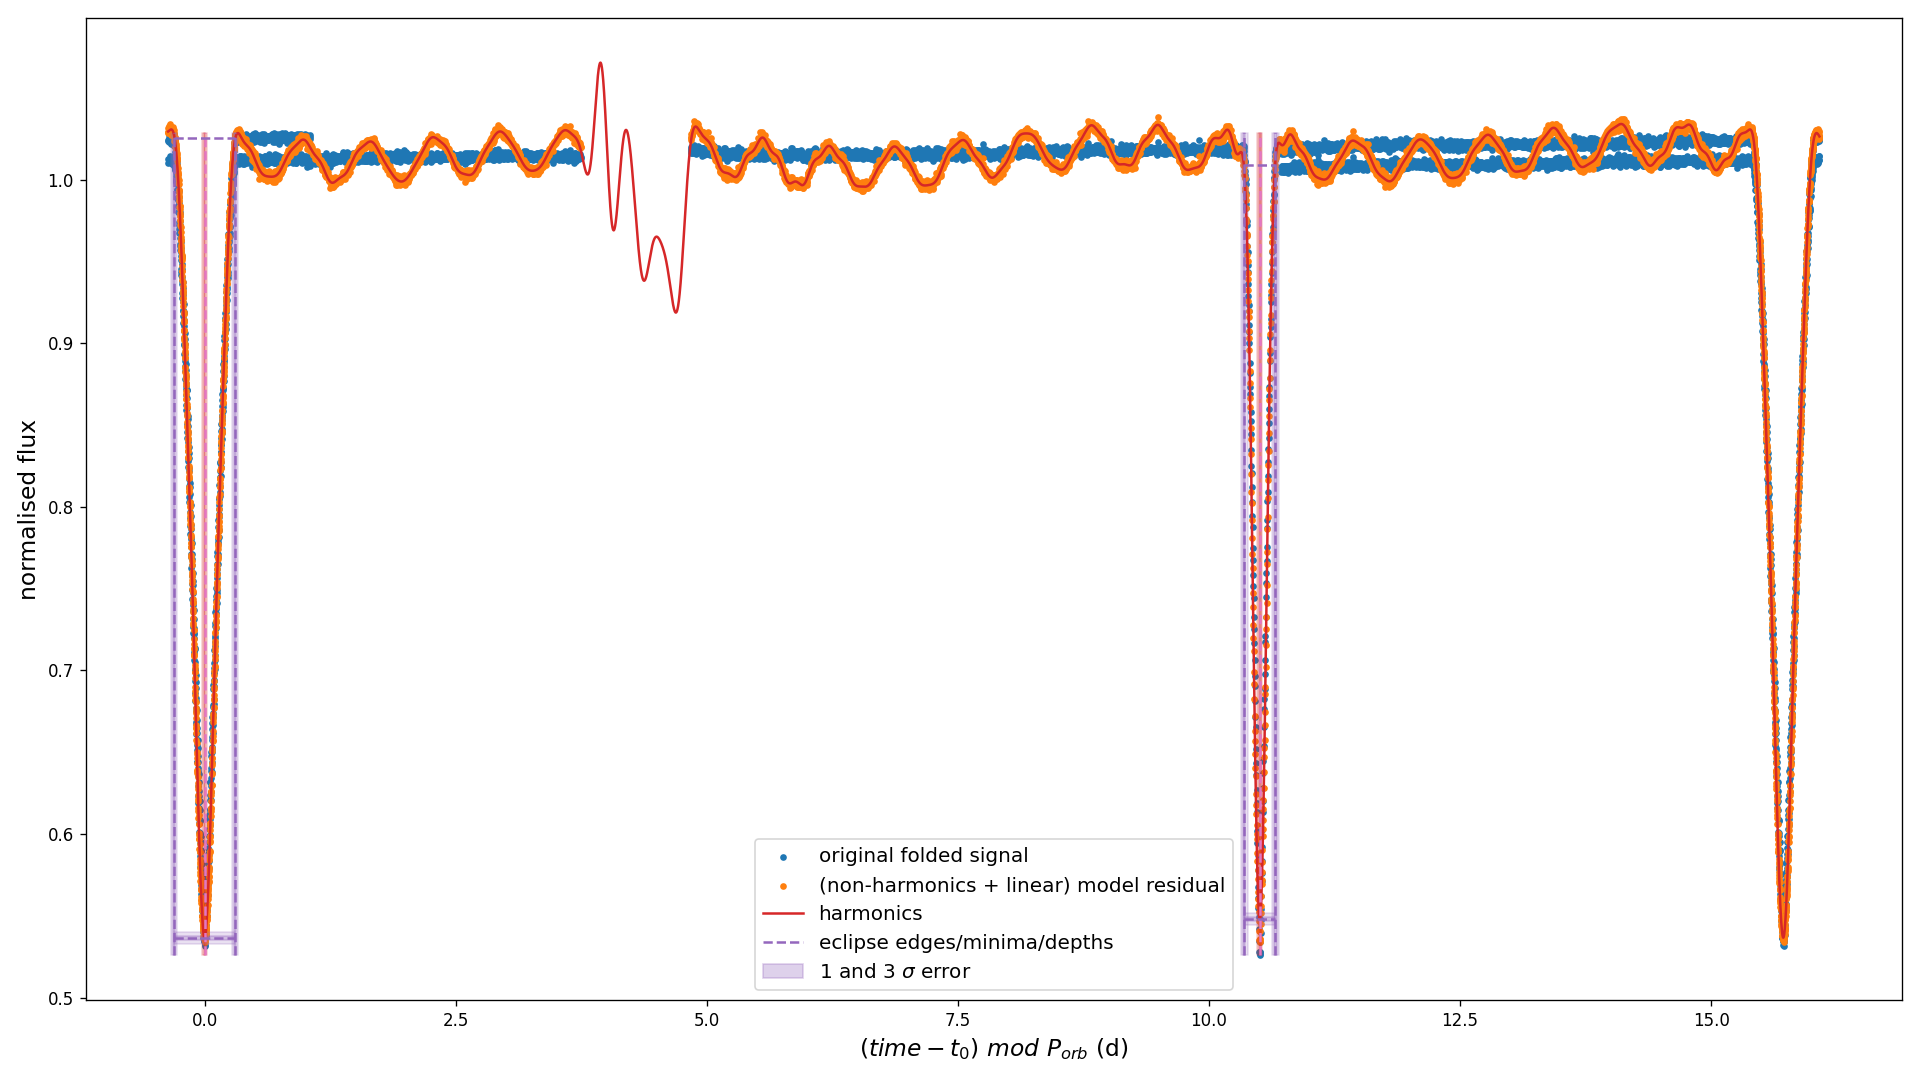 normalised flux
1.0
0.9
0.8
0.7
0.6
0.5
0.0 2.5 5.0 7.5 10.0 12.5 15.0
(time − t₀) mod Pₒᵣb (d)
original folded signal
(non-harmonics + linear) model residual
harmonics
eclipse edges/minima/depths
1 and 3 σ error